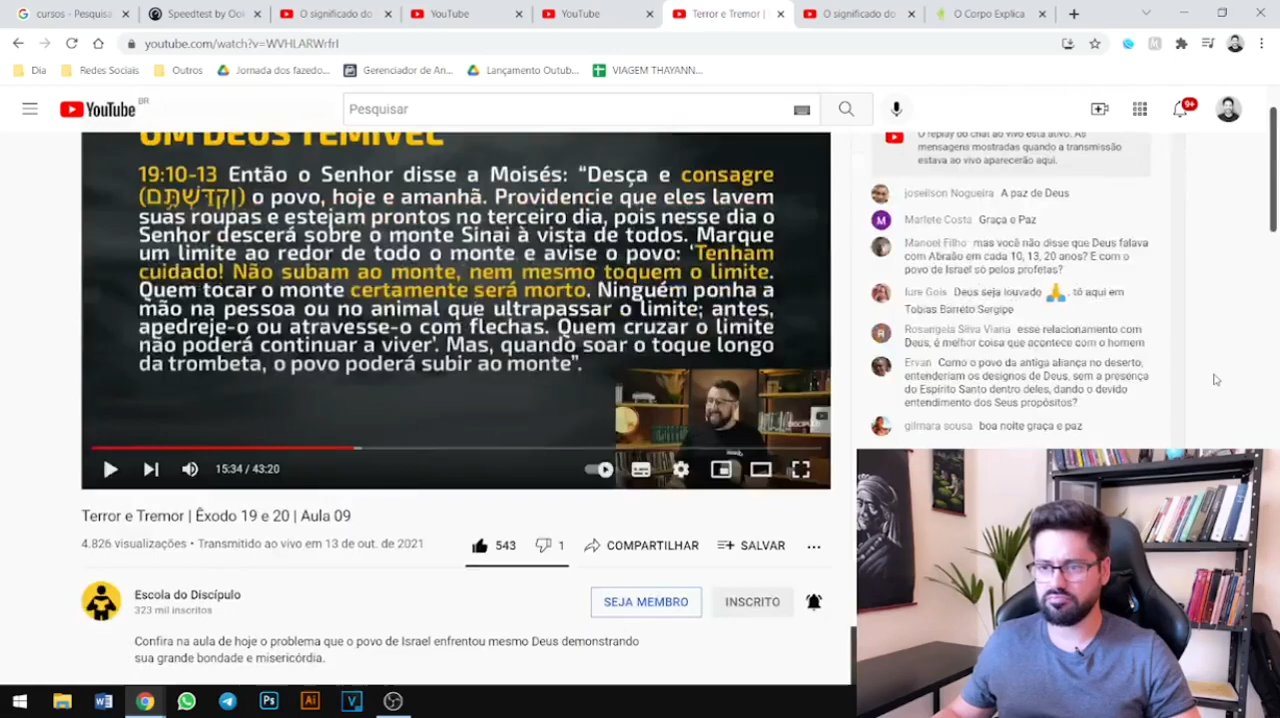 cursos - Pesquis
Speedtest by Ook
O significado do
YouTube
YouTube
Terror e Tremor |
O significado do
O Corpo Explica
youtube.com/watch?v=WVHLARWrfrI
Dia
Redes Sociais
Outros
Jornada dos fazedo...
Gerenciador de An...
Lançamento Outub...
VIAGEM THAYANN...
YouTube BR
Pesquisar
9+
UM DEUS TEMÍVEL
19:10-13 Então o Senhor disse a Moisés: “Desça e consagre
(וְקִדַּשְׁתָּם) o povo, hoje e amanhã. Providencie que eles lavem
suas roupas e estejam prontos no terceiro dia, pois nesse dia o
Senhor descerá sobre o monte Sinai à vista de todos. Marque
um limite ao redor de todo o monte e avise o povo: ‘Tenham
cuidado! Não subam ao monte, nem mesmo toquem o limite.
Quem tocar o monte certamente será morto. Ninguém ponha a
mão na pessoa ou no animal que ultrapassar o limite; antes,
apedreje-o ou atravesse-o com flechas. Quem cruzar o limite
não poderá continuar a viver’. Mas, quando soar o toque longo
da trombeta, o povo poderá subir ao monte”.
15:34 / 43:20
O replay do chat ao vivo está ativo. As
mensagens mostradas quando a transmissão
estava ao vivo aparecerão aqui.
joseilson Nogueira A paz de Deus
M
Marlete Costa Graça e Paz
Manoel Filho mas você não disse que Deus falava
com Abraão em cada 10, 13, 20 anos? E com o
povo de Israel só pelos profetas?
Iure Gois Deus seja louvado 🙏 tô aqui em
Tobias Barreto Sergipe
Rosangela Silva Viana esse relacionamento com
Deus, é melhor coisa que acontece com o homem
Ervan Como o povo da antiga aliança no deserto,
entenderiam os designos de Deus, sem a presença
do Espírito Santo dentro deles, dando o devido
entendimento dos Seus propósitos?
gilmara sousa boa noite graça e paz
Terror e Tremor | Êxodo 19 e 20 | Aula 09
4.826 visualizações • Transmitido ao vivo em 13 de out. de 2021
543
1
COMPARTILHAR
SALVAR
Escola do Discípulo
323 mil inscritos
SEJA MEMBRO
INSCRITO
Confira na aula de hoje o problema que o povo de Israel enfrentou mesmo Deus demonstrando
sua grande bondade e misericórdia.
W
Ps
Ai
V